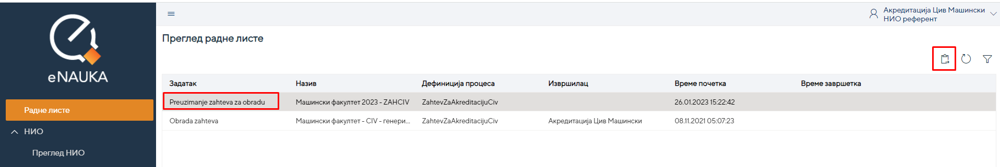 Акредитација Цив Машински
НИО референт
eNAUKA
Преглед радне листе
Задатак Назив Дефиниција процеса Извршилац Време почетка Време завршетка
Preuzimanje zahteva za obradu Машински факултет 2023 - ZAHCIV ZahtevZaAkreditacijuCiv 26.01.2023 15:22:42
Obrada zahteva Машински факултет - CIV - генери... ZahtevZaAkreditacijuCiv Акредитација Цив Машински 08.11.2021 05:07:23
Радне листе
НИО
Преглед НИО